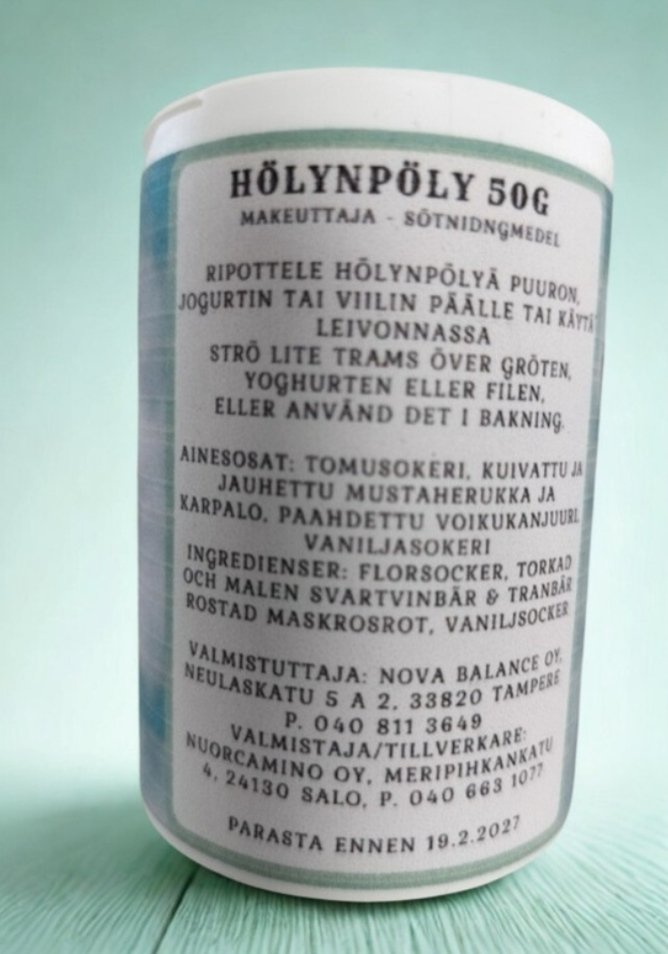 HÖLYNPÖLY 50G
MAKEUTTAJA - SÖTNIDNGMEDEL
RIPOTTELE HÖLYNPÖLYÄ PUURON,
JOGURTIN TAI VIILIN PÄÄLLE TAI KÄYTÄ
LEIVONNASSA
STRÖ LITE TRAMS ÖVER GRÖTEN,
YOGHURTEN ELLER FILEN,
ELLER ANVÄND DET I BAKNING.
AINESOSAT: TOMUSOKERI, KUIVATTU JA
JAUHETTU MUSTAHERUKKA JA
KARPALO, PAAHDETTU VOIKUKANJUURI,
VANILJASOKERI
INGREDIENSER: FLORSOCKER, TORKAD
OCH MALEN SVARTVINBÄR & TRANBÄR
ROSTAD MASKROSROT, VANILJSOCKER
VALMISTUTTAJA: NOVA BALANCE OY,
NEULASKATU 5 A 2, 33820 TAMPERE
P. 040 811 3649
VALMISTAJA/TILLVERKARE:
NUORCAMINO OY, MERIPIHKANKATU
4, 24130 SALO, P. 040 663 1077
PARASTA ENNEN 19.2.2027